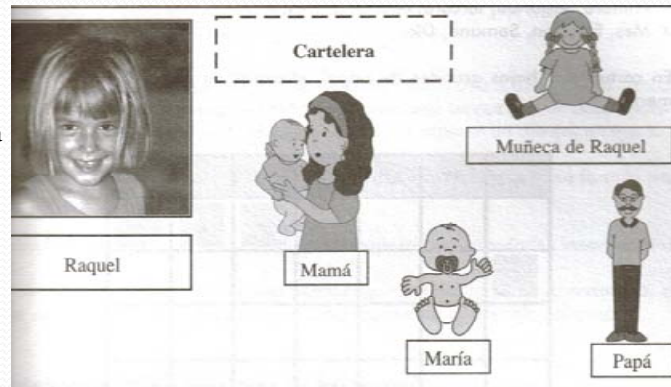 Cartelera
Muñeca de Raquel
Raquel
Mamá
María
Papá